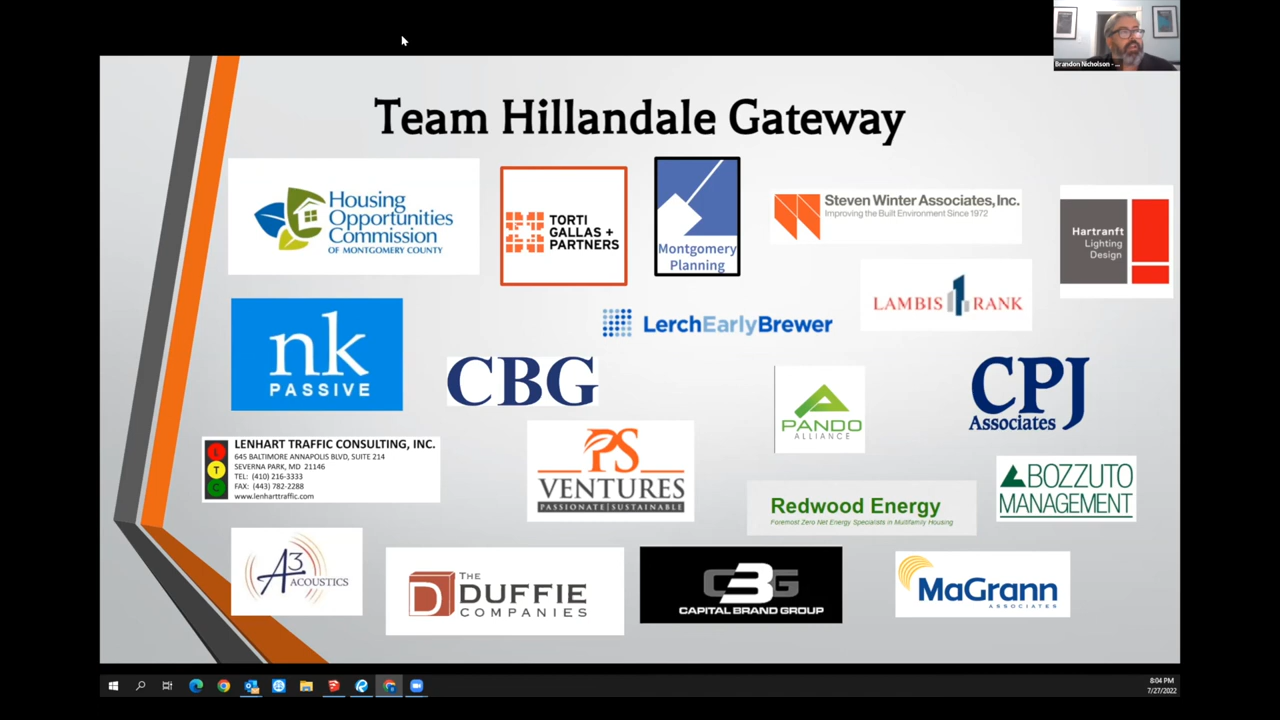 Brandon Nicholson - ...
Team Hillandale Gateway
Housing
Opportunities
Commission
OF MONTGOMERY COUNTY
TORTI
GALLAS +
PARTNERS
Montgomery
Planning
Steven Winter Associates, Inc.
Improving the Built Environment Since 1972
Hartranft
Lighting
Design
LAMBIS RANK
nk
PASSIVE
LerchEarlyBrewer
CBG
PANDO
ALLIANCE
CPJ
Associates
LTC
LENHART TRAFFIC CONSULTING, INC.
645 BALTIMORE ANNAPOLIS BLVD, SUITE 214
SEVERNA PARK, MD 21146
TEL: (410) 216-3333
FAX: (443) 782-2288
www.lenharttraffic.com
PS
VENTURES
PASSIONATE|SUSTAINABLE
Redwood Energy
Foremost Zero Net Energy Specialists in Multifamily Housing
BOZZUTO
MANAGEMENT
A3
ACOUSTICS
D
THE
DUFFIE
COMPANIES
C3G
CAPITAL BRAND GROUP
MaGrann
ASSOCIATES
8:04 PM
7/27/2022